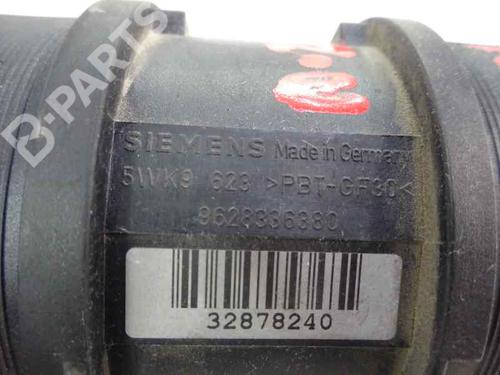 B-PARTS
SIEMENS Made in Germany
5WK9 623 >PBT-GF30<
9628336380
32878240